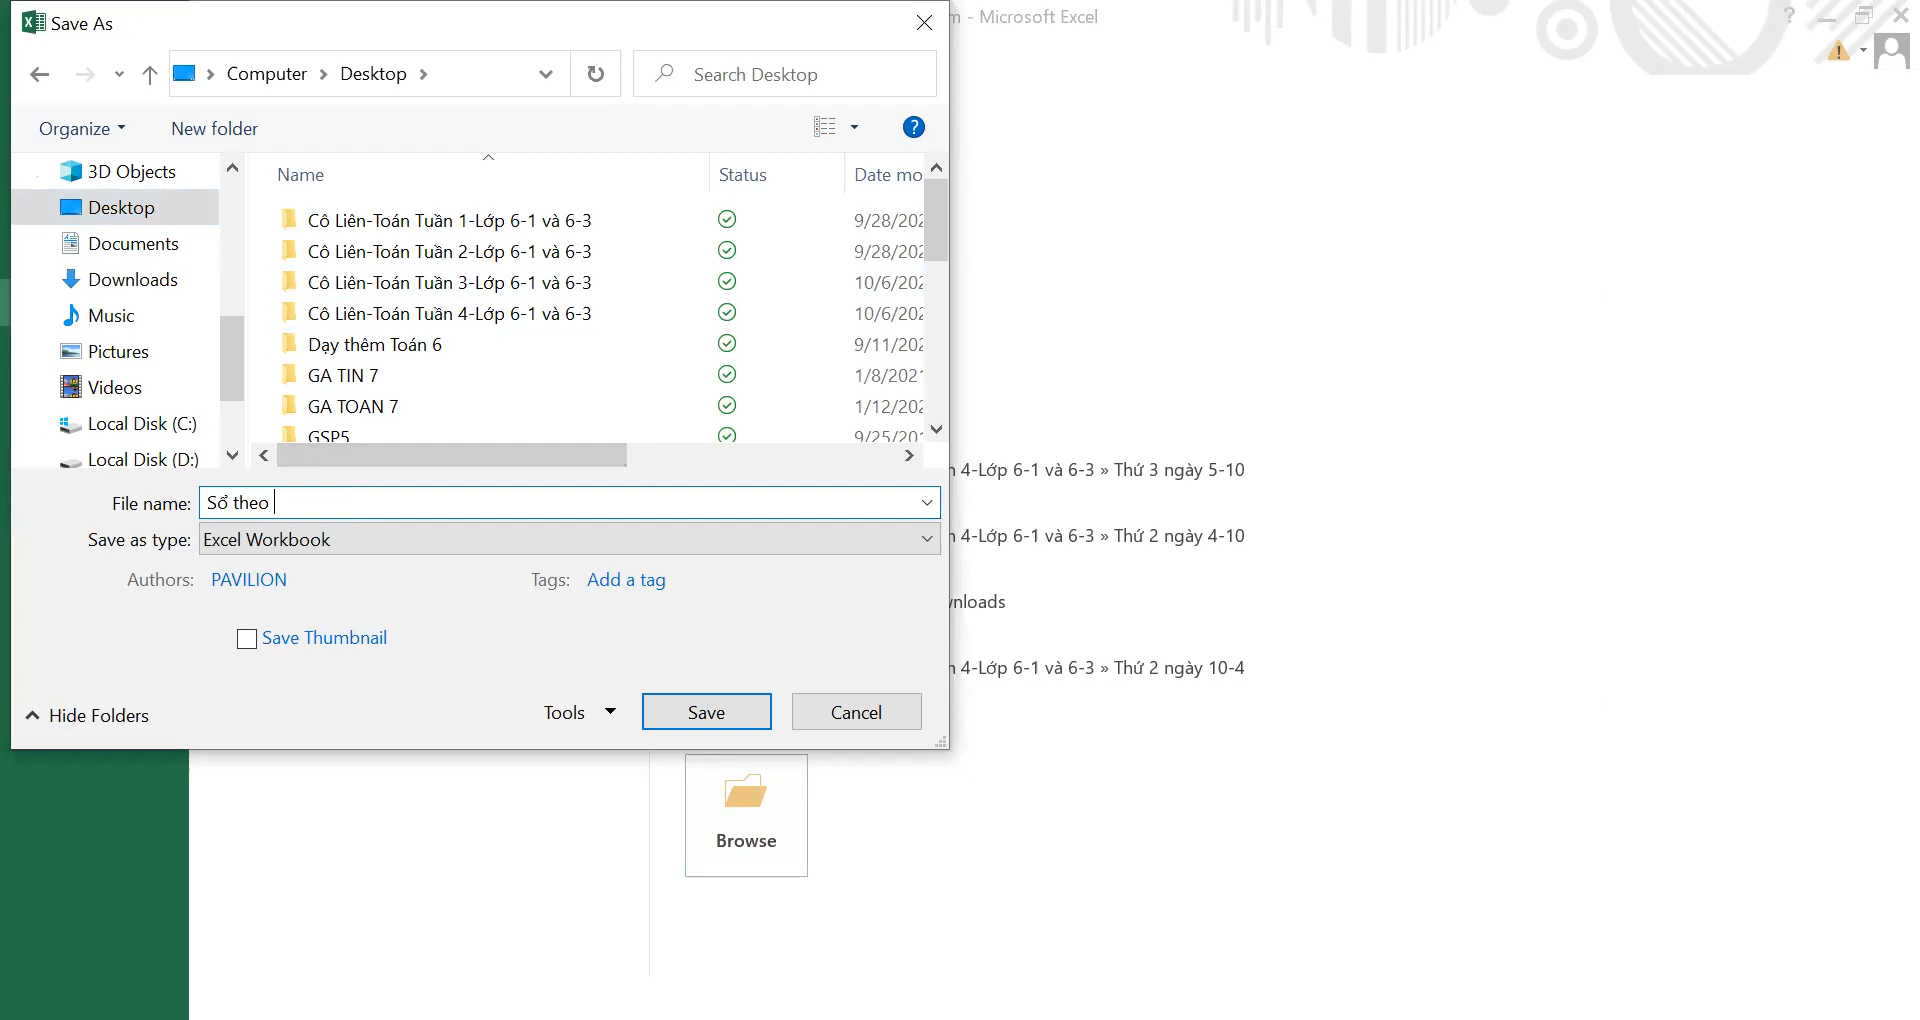 Save As
m - Microsoft Excel
?
Computer
Desktop
Search Desktop
Organize
New folder
?
3D Objects
Desktop
Documents
Downloads
Music
Pictures
Videos
Local Disk (C:)
Local Disk (D:)
Name
Status
Date mo
Cô Liên-Toán Tuần 1-Lớp 6-1 và 6-3
9/28/202
Cô Liên-Toán Tuần 2-Lớp 6-1 và 6-3
9/28/202
Cô Liên-Toán Tuần 3-Lớp 6-1 và 6-3
10/6/202
Cô Liên-Toán Tuần 4-Lớp 6-1 và 6-3
10/6/202
Dạy thêm Toán 6
9/11/202
GA TIN 7
1/8/2021
GA TOAN 7
1/12/202
GSP5
9/25/201
File name: Sổ theo
Save as type: Excel Workbook
Authors: PAVILION
Tags: Add a tag
Save Thumbnail
Hide Folders
Tools
Save
Cancel
n 4-Lớp 6-1 và 6-3 » Thứ 3 ngày 5-10
n 4-Lớp 6-1 và 6-3 » Thứ 2 ngày 4-10
wnloads
n 4-Lớp 6-1 và 6-3 » Thứ 2 ngày 10-4
Browse